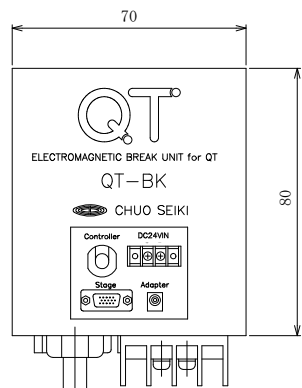 70
QT
ELECTROMAGNETIC BREAK UNIT for QT
QT-BK
CHUO SEIKI
Controller DC24VIN
Stage Adapter
80